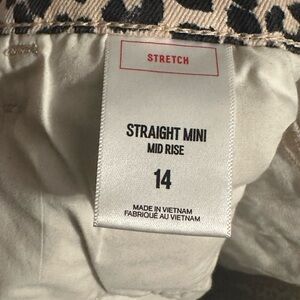 STRETCH
STRAIGHT MINI
MID RISE
14
MADE IN VIETNAM
FABRIQUÉ AU VIETNAM